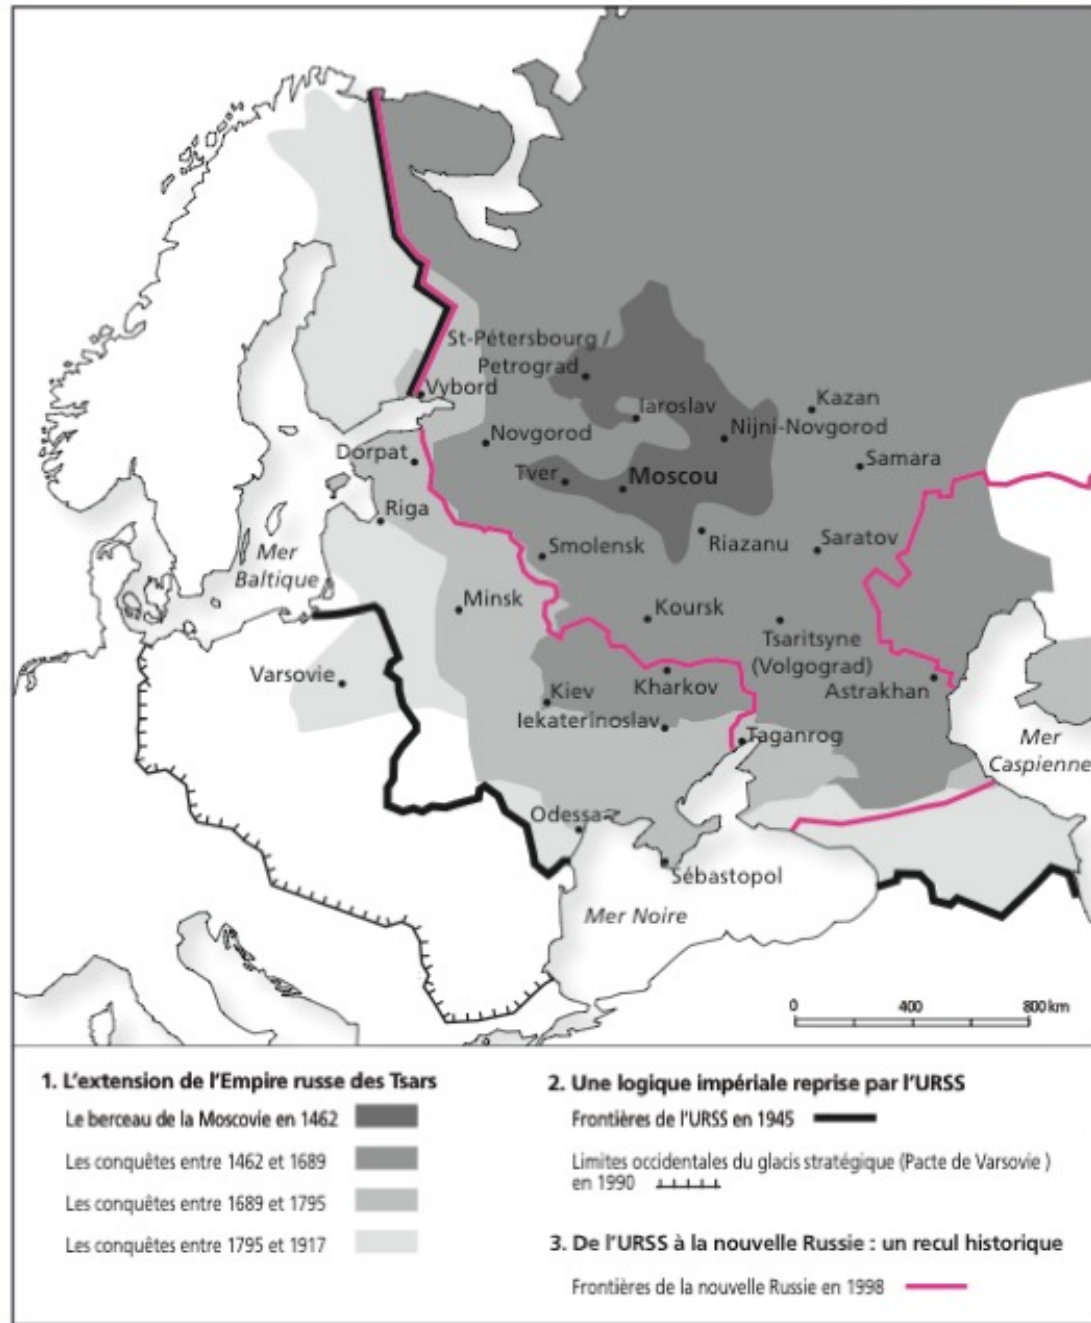 St-Pétersbourg /
Petrograd
Vybord
Iaroslav
Kazan
Novgorod
Nijni-Novgorod
Dorpat
Tver
Moscou
Samara
Riga
Mer
Baltique
Smolensk
Riazanu
Saratov
Minsk
Koursk
Tsaritsyne
(Volgograd)
Varsovie
Kiev
Kharkov
Astrakhan
Iekaterinoslav
Taganrog
Mer
Caspienne
Odessa
Sébastopol
Mer Noire
0 400 800 km
1. L'extension de l'Empire russe des Tsars
Le berceau de la Moscovie en 1462
Les conquêtes entre 1462 et 1689
Les conquêtes entre 1689 et 1795
Les conquêtes entre 1795 et 1917
2. Une logique impériale reprise par l'URSS
Frontières de l'URSS en 1945
Limites occidentales du glacis stratégique (Pacte de Varsovie )
en 1990
3. De l'URSS à la nouvelle Russie : un recul historique
Frontières de la nouvelle Russie en 1998